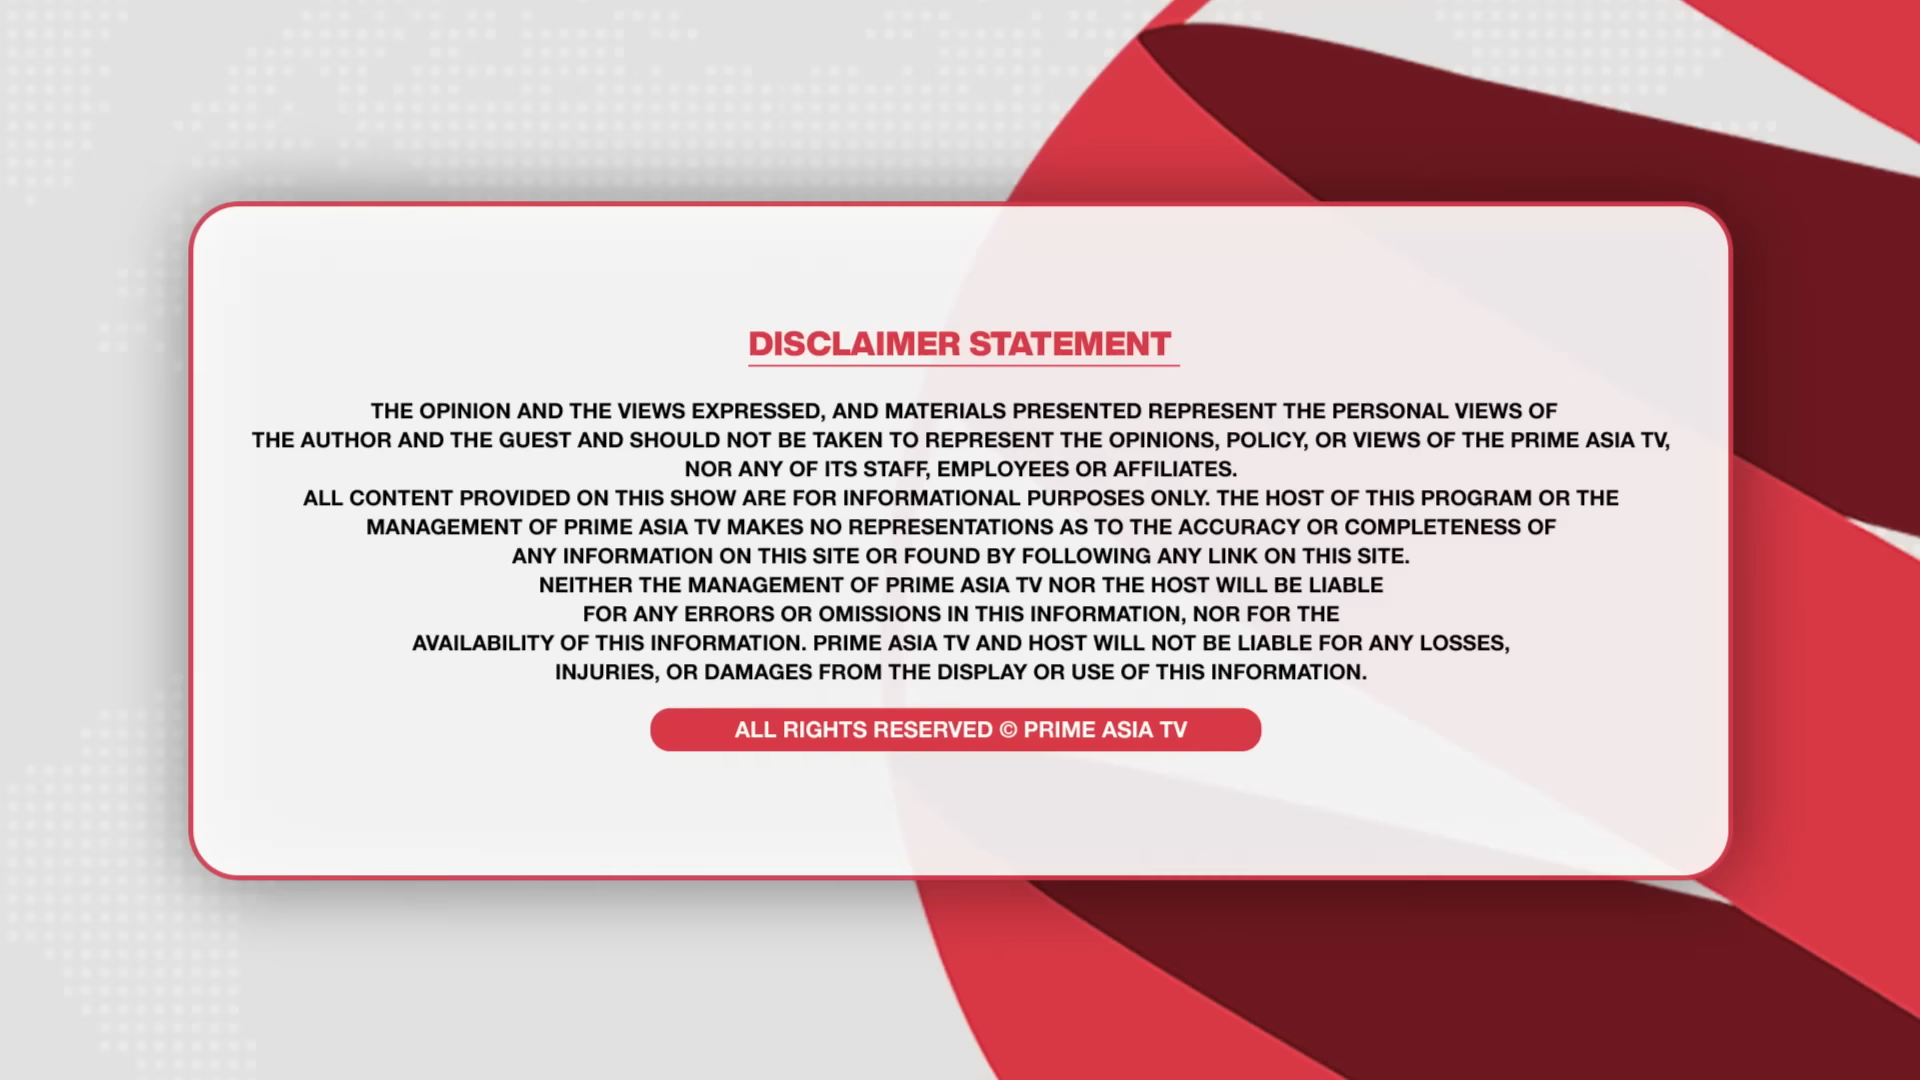 DISCLAIMER STATEMENT
THE OPINION AND THE VIEWS EXPRESSED, AND MATERIALS PRESENTED REPRESENT THE PERSONAL VIEWS OF
THE AUTHOR AND THE GUEST AND SHOULD NOT BE TAKEN TO REPRESENT THE OPINIONS, POLICY, OR VIEWS OF THE PRIME ASIA TV,
NOR ANY OF ITS STAFF, EMPLOYEES OR AFFILIATES.
ALL CONTENT PROVIDED ON THIS SHOW ARE FOR INFORMATIONAL PURPOSES ONLY. THE HOST OF THIS PROGRAM OR THE
MANAGEMENT OF PRIME ASIA TV MAKES NO REPRESENTATIONS AS TO THE ACCURACY OR COMPLETENESS OF
ANY INFORMATION ON THIS SITE OR FOUND BY FOLLOWING ANY LINK ON THIS SITE.
NEITHER THE MANAGEMENT OF PRIME ASIA TV NOR THE HOST WILL BE LIABLE
FOR ANY ERRORS OR OMISSIONS IN THIS INFORMATION, NOR FOR THE
AVAILABILITY OF THIS INFORMATION. PRIME ASIA TV AND HOST WILL NOT BE LIABLE FOR ANY LOSSES,
INJURIES, OR DAMAGES FROM THE DISPLAY OR USE OF THIS INFORMATION.
ALL RIGHTS RESERVED © PRIME ASIA TV